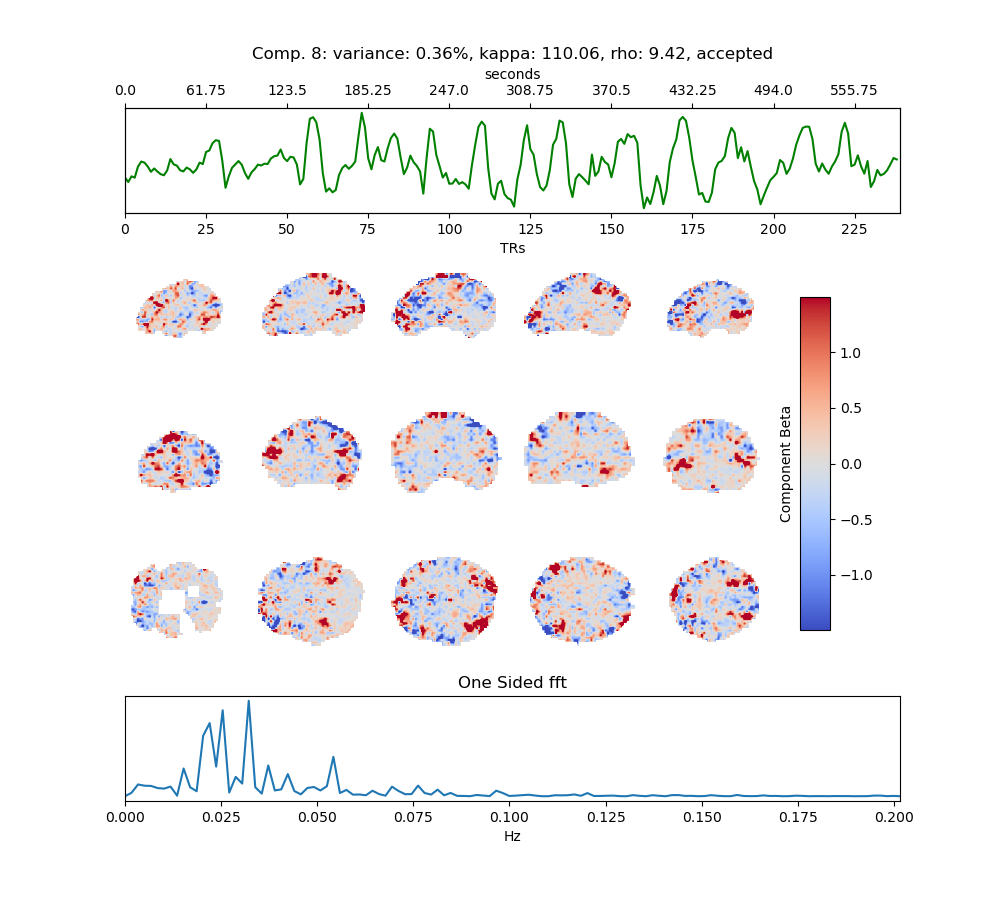 Comp. 8: variance: 0.36%, kappa: 110.06, rho: 9.42, accepted
seconds
0.0 61.75 123.5 185.25 247.0 308.75 370.5 432.25 494.0 555.75
0 25 50 75 100 125 150 175 200 225
TRs
1.0
0.5
0.0
−0.5
−1.0
Component Beta
One Sided fft
0.000 0.025 0.050 0.075 0.100 0.125 0.150 0.175 0.200
Hz